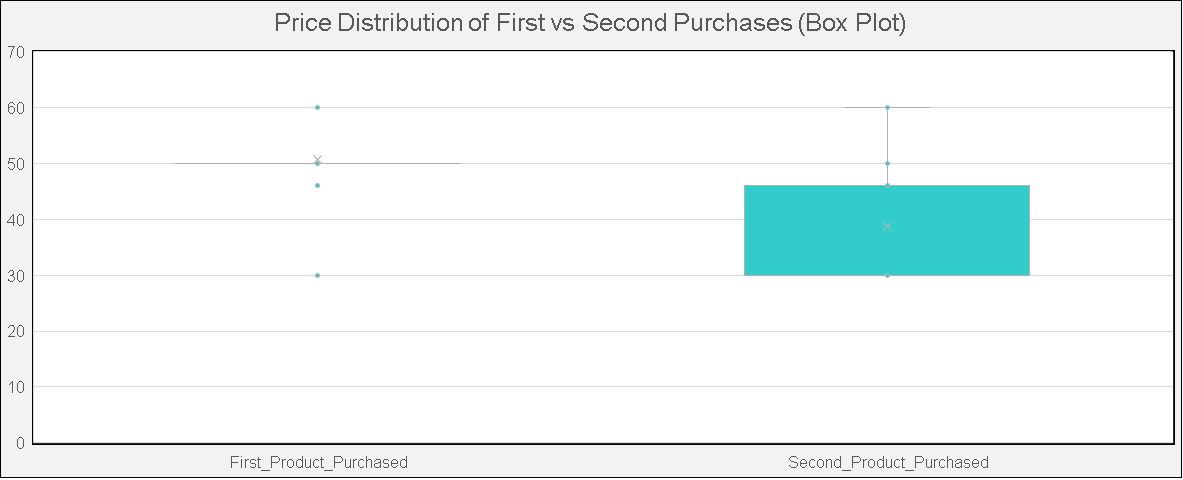 Price Distribution of First vs Second Purchases (Box Plot)
70
60
50
40
30
20
10
0
First_Product_Purchased
Second_Product_Purchased